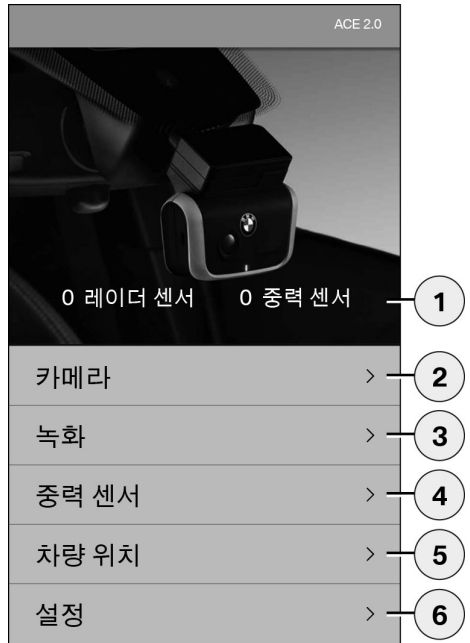 ACE 2.0
0 레이더 센서 0 중력 센서
1
카메라 >
2
녹화 >
3
중력 센서 >
4
차량 위치 >
5
설정 >
6